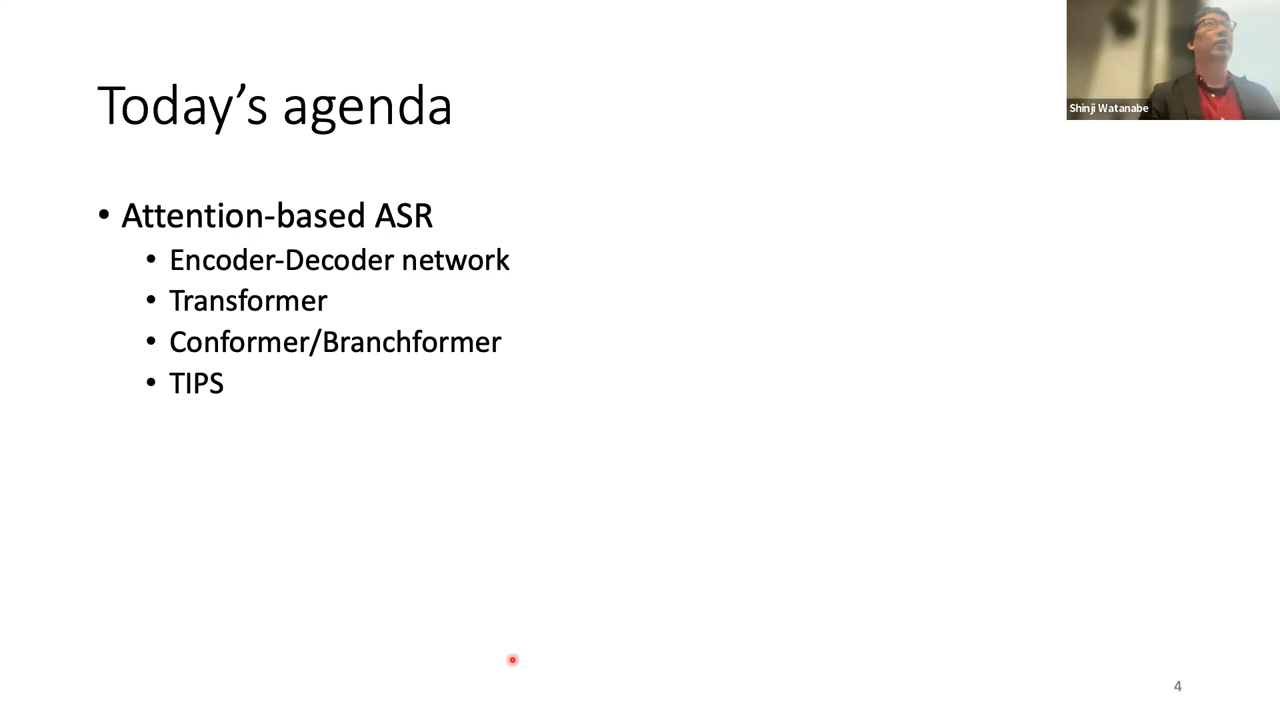 Today's agenda
Shinji Watanabe
• Attention-based ASR
• Encoder-Decoder network
• Transformer
• Conformer/Branchformer
• TIPS
4